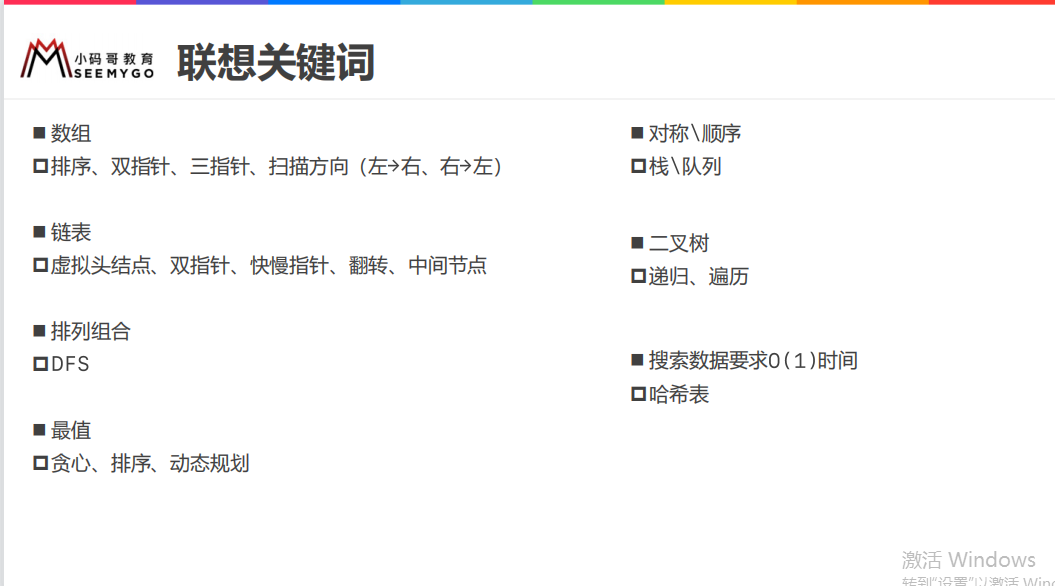 小码哥教育
SEEMYGO
联想关键词
■ 数组
排序、双指针、三指针、扫描方向（左→右、右→左）
■ 链表
虚拟头结点、双指针、快慢指针、翻转、中间节点
■ 排列组合
DFS
■ 最值
贪心、排序、动态规划
■ 对称\顺序
栈\队列
■ 二叉树
递归、遍历
■ 搜索数据要求O(1)时间
哈希表
激活 Windows
转到“设置”以激活 Win